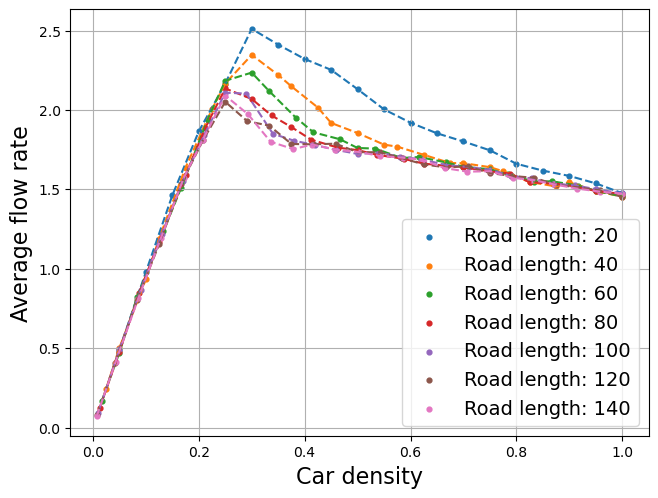 2.5
2.0
1.5
1.0
0.5
0.0
Average flow rate
0.0 0.2 0.4 0.6 0.8 1.0
Car density
Road length: 20
Road length: 40
Road length: 60
Road length: 80
Road length: 100
Road length: 120
Road length: 140